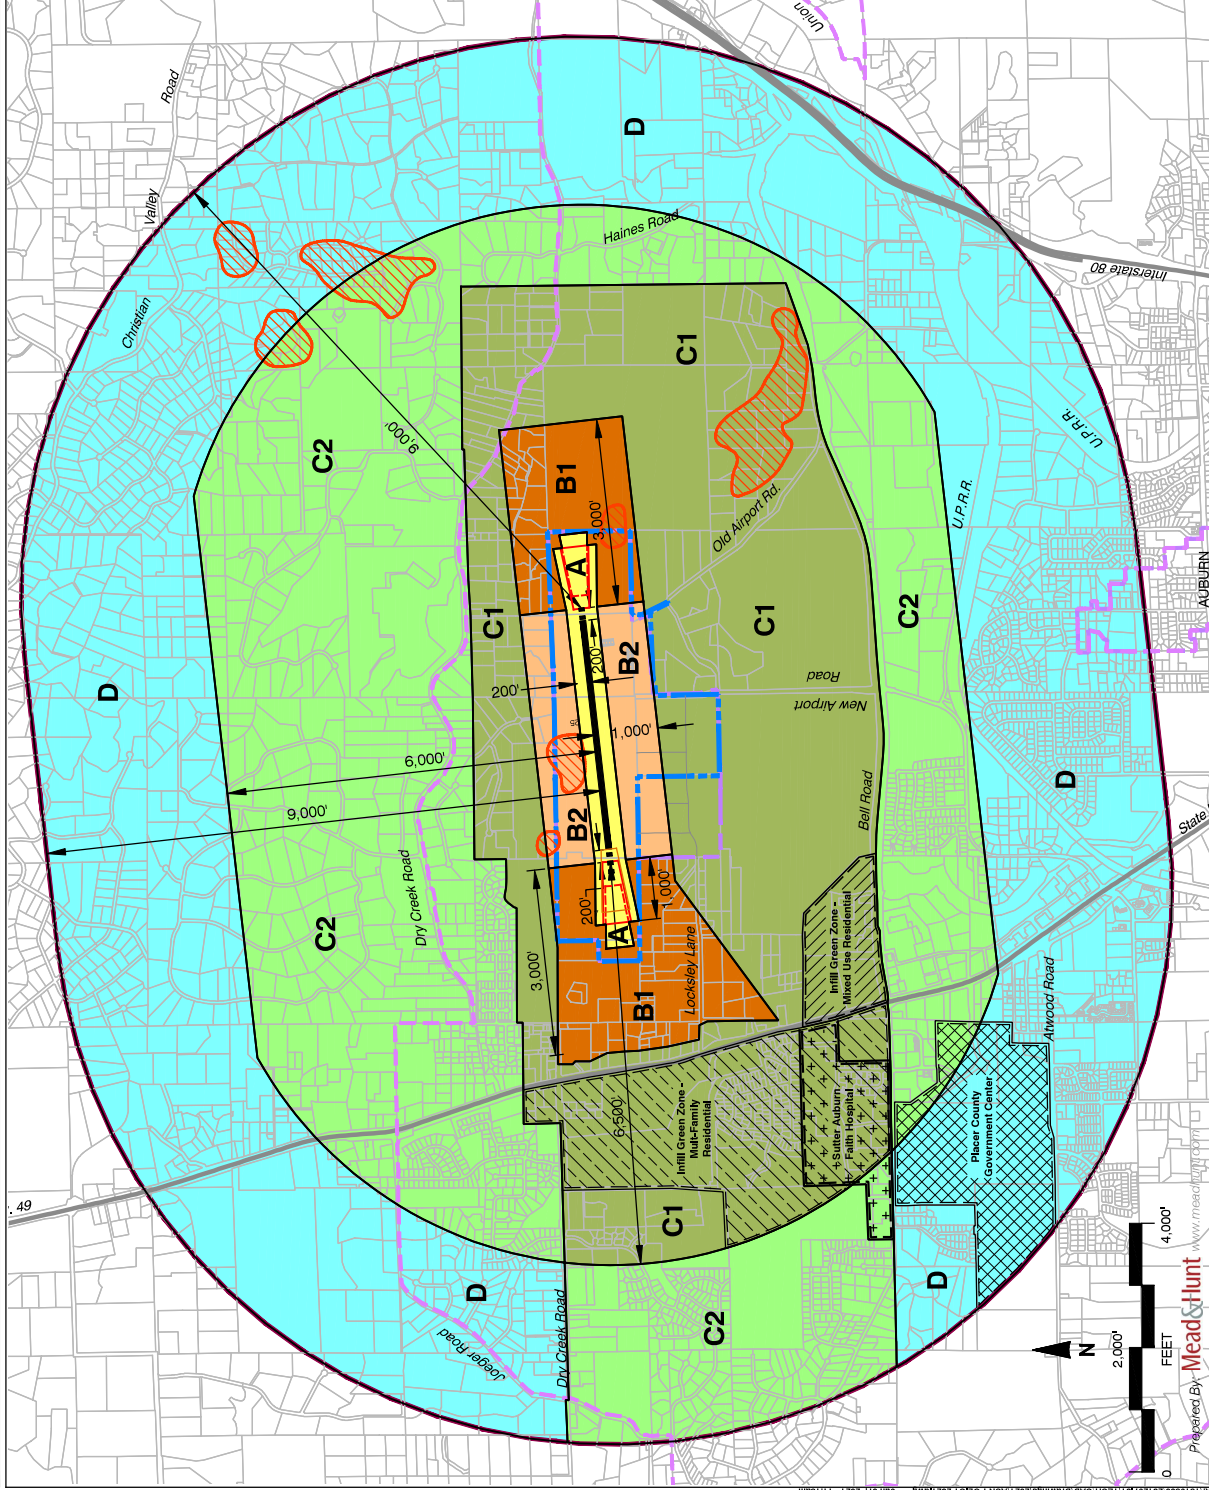 Union
Road
Valley
Christian
D
Haines Road
Interstate 80
U.P.R.R.
U.P.R.R.
AUBURN
C1
C2
9,000'
B1
3,000'
Old Airport Rd.
A
C1
C1
C2
D
200'
200'
B2
Road
New Airport
1,000'
6,000'
9,000'
B2
Bell Road
D
State
C2
Dry Creek Road
3,000'
200'
1,000'
A
B1
Locksley Lane
Infill Green Zone -
Mixed Use Residential
Atwood Road
Infill Green Zone -
Mult-Family
Residential
6,500'
Sutter Auburn
Faith Hospital
Placer County
Government Center
49
C1
D
Joeger Road
Dry Creek Road
C2
D
N
0
2,000'
4,000'
FEET
Prepared By: Mead&Hunt www.meadhunt.com